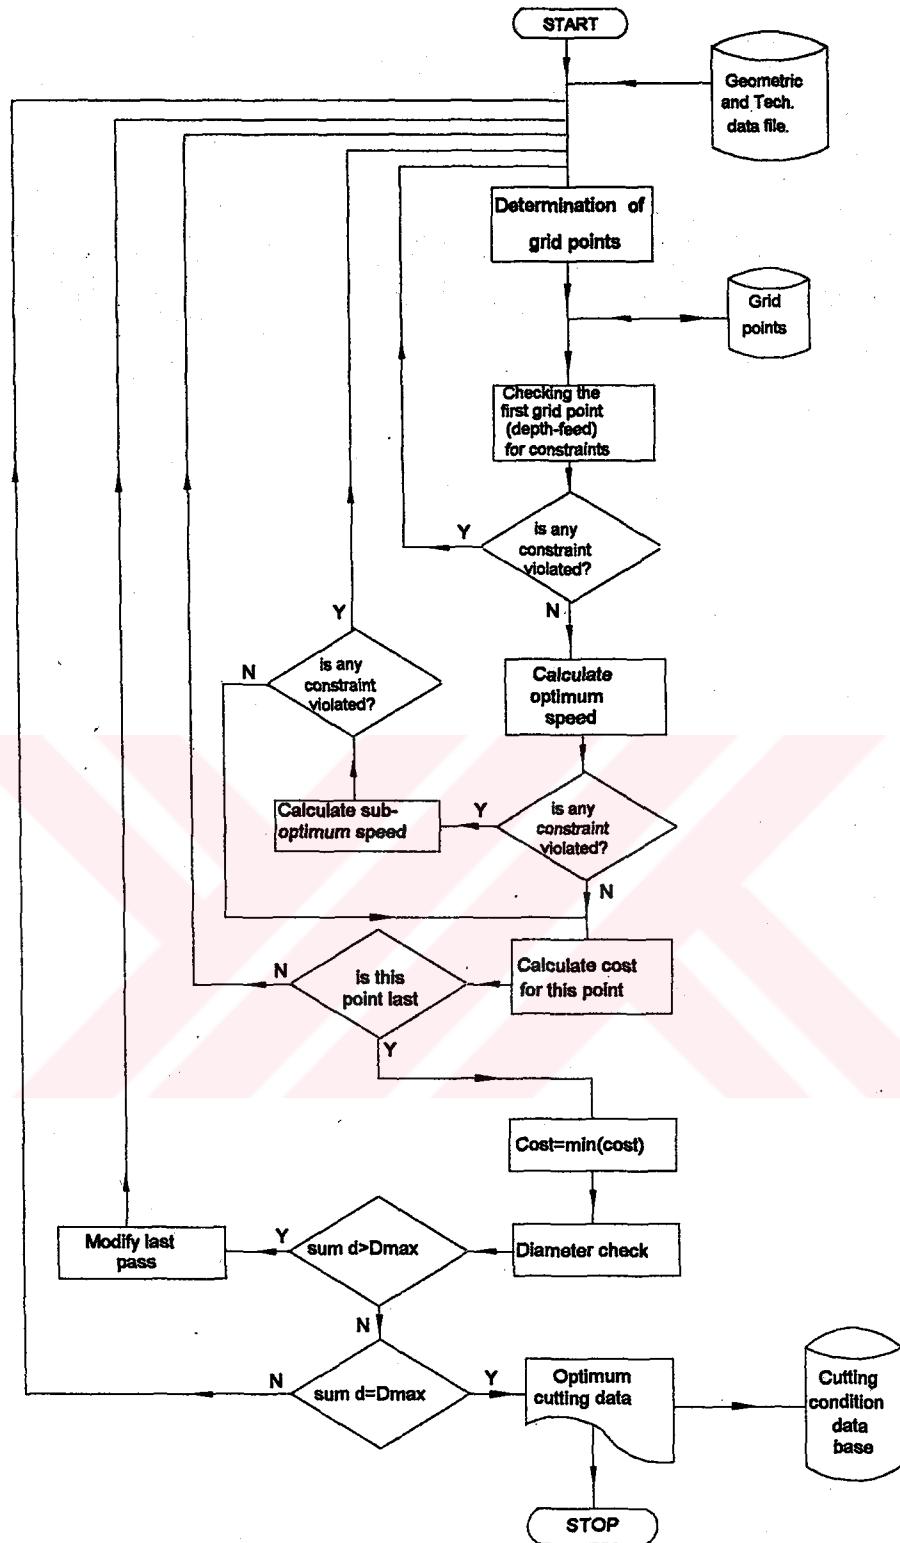 START
Geometric
and Tech.
data file.
Determination of
grid points
Grid
points
Checking the
first grid point
(depth-feed)
for constraints
is any
constraint
violated?
Y
N
Calculate
optimum
speed
Y
is any
constraint
violated?
N
Calculate sub-
optimum speed
Y
is any
constraint
violated?
N
Calculate cost
for this point
is this
point last
N
Y
Cost=min(cost)
Diameter check
sum d>Dmax
Y
Modify last
pass
N
sum d=Dmax
N
Y
Optimum
cutting data
Cutting
condition
data
base
STOP